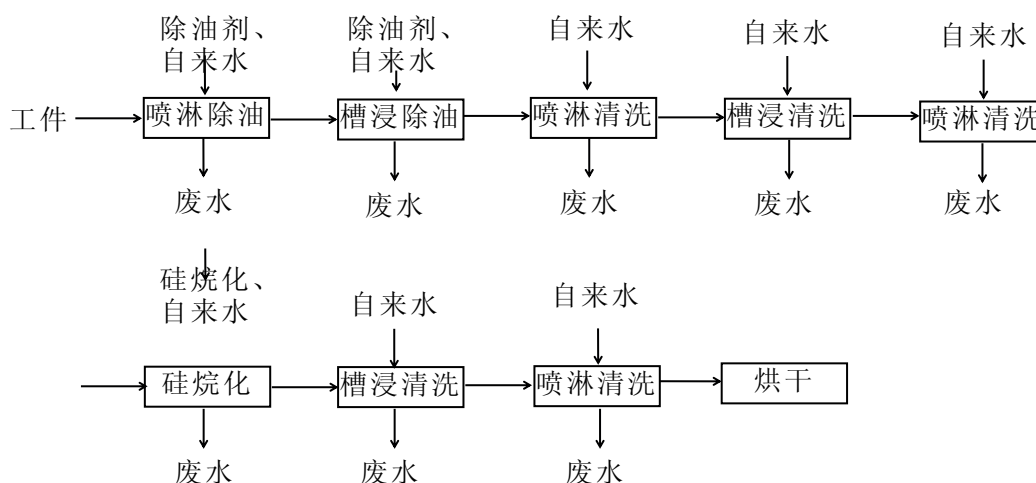 除油剂、
自来水
除油剂、
自来水
自来水
自来水
自来水
工件
喷淋除油
槽浸除油
喷淋清洗
槽浸清洗
喷淋清洗
废水
废水
废水
废水
废水
硅烷化、
自来水
自来水
自来水
硅烷化
槽浸清洗
喷淋清洗
烘干
废水
废水
废水